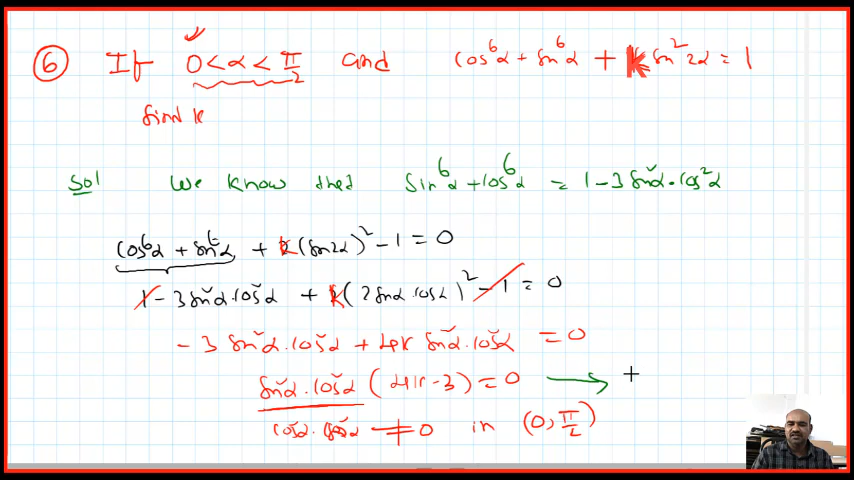 ⑥ If 0 < α < π/2 and cos⁶α + sin⁶α + k sin²2α = 1
find k
Sol We know that sin⁶α + cos⁶α = 1 - 3 sin²α · cos²α
cos⁶α + sin⁶α + k (sin2α)² - 1 = 0
1 - 3 sin²α · cos²α + k (2 sinα · cosα)² - 1 = 0
- 3 sin²α · cos²α + 4k sin²α · cos²α = 0
sin²α · cos²α (4k - 3) = 0 →
≠ 0 in (0, π/2)